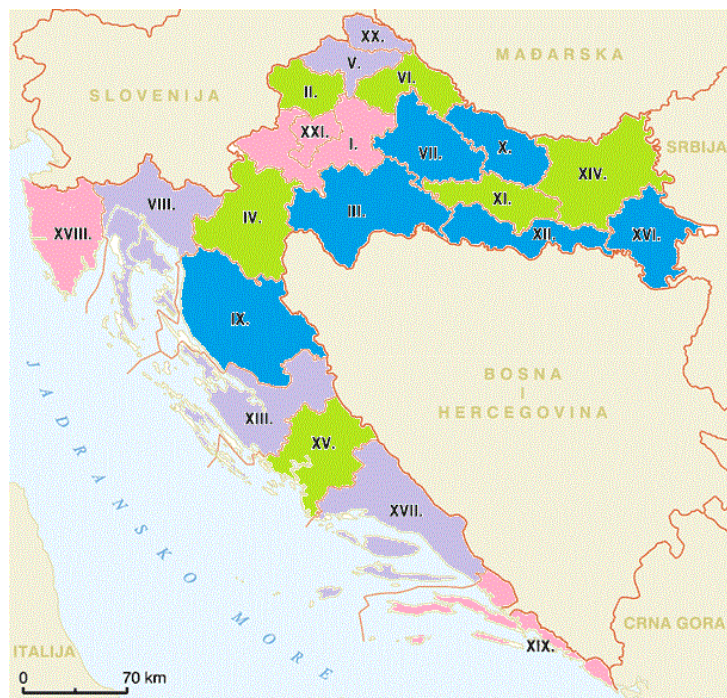 XX.
MAĐARSKA
V.
VI.
SLOVENIJA
II.
XXI.
I.
VII.
X.
SRBIJA
XIV.
XI.
VIII.
XVIII.
IV.
III.
XII.
XVI.
IX.
BOSNA
I
HERCEGOVINA
XIII.
XV.
JADRANSKO MORE
XVII.
CRNA GORA
XIX.
ITALIJA
0 70 km